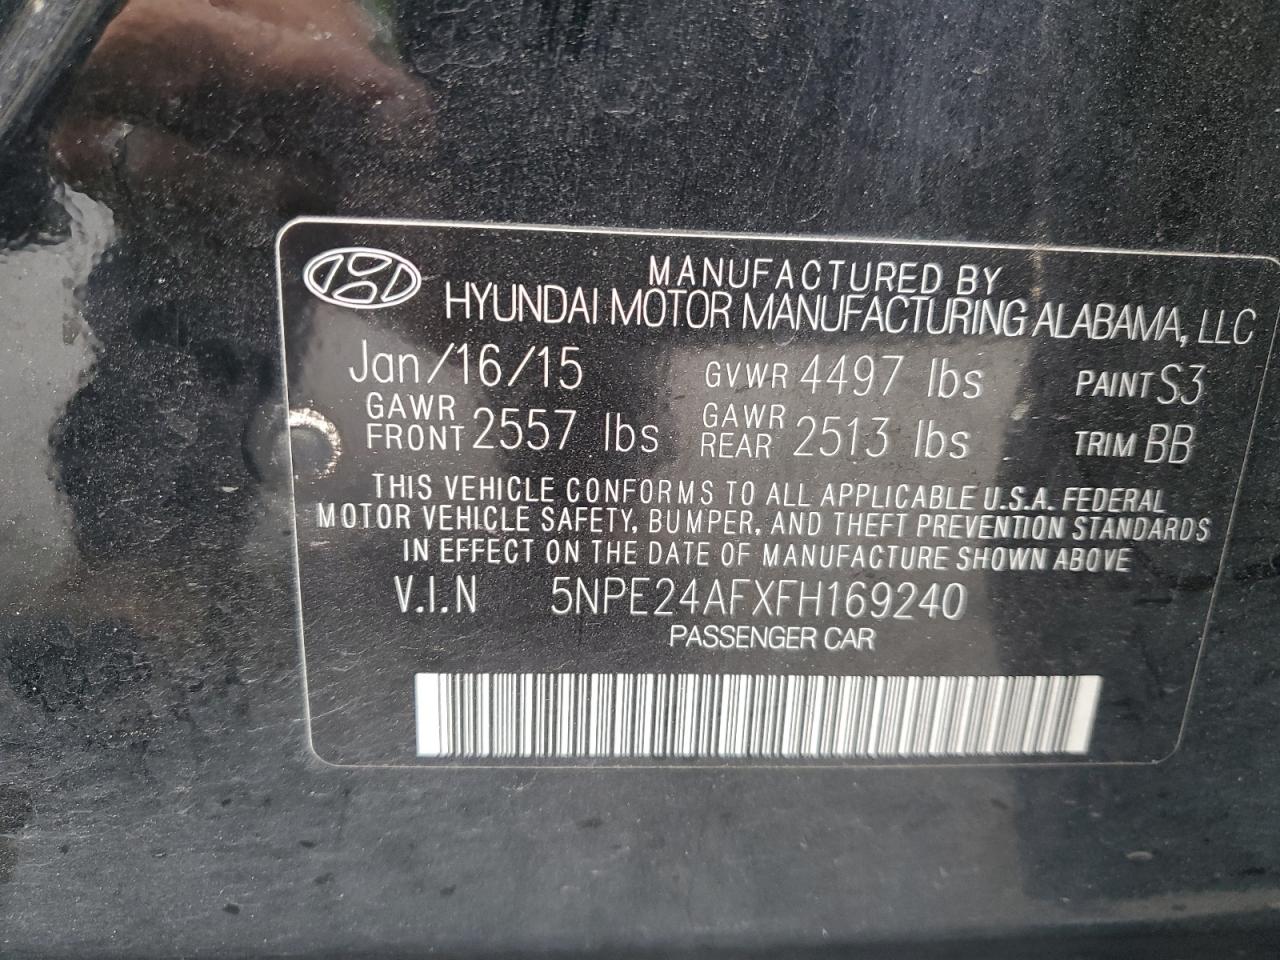 MANUFACTURED BY
HYUNDAI MOTOR MANUFACTURING ALABAMA, LLC
Jan/16/15 GVWR 4497 lbs PAINT S3
GAWR FRONT 2557 lbs GAWR REAR 2513 lbs TRIM BB
THIS VEHICLE CONFORMS TO ALL APPLICABLE U.S.A. FEDERAL
MOTOR VEHICLE SAFETY, BUMPER, AND THEFT PREVENTION STANDARDS
IN EFFECT ON THE DATE OF MANUFACTURE SHOWN ABOVE
V.I.N 5NPE24AFXFH169240
PASSENGER CAR